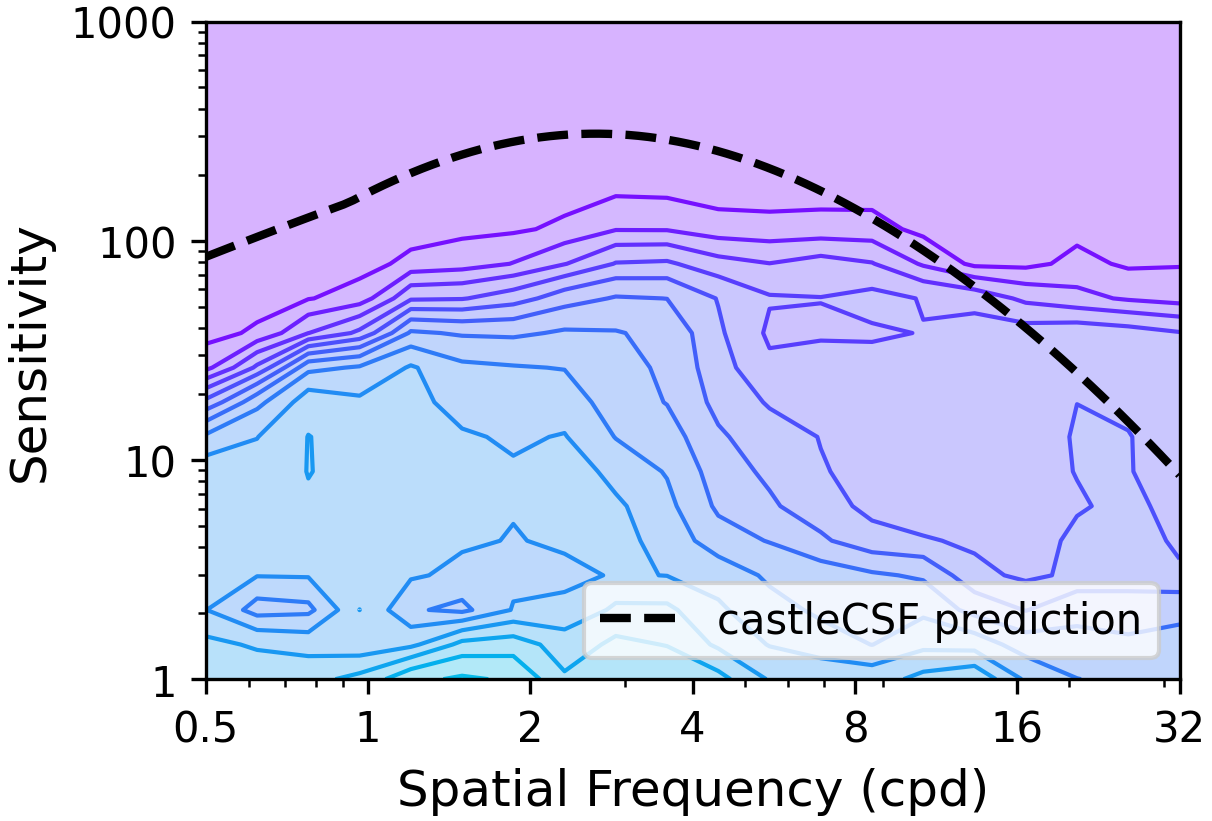 1000
100
10
1
Sensitivity
castleCSF prediction
0.5 1 2 4 8 16 32
Spatial Frequency (cpd)